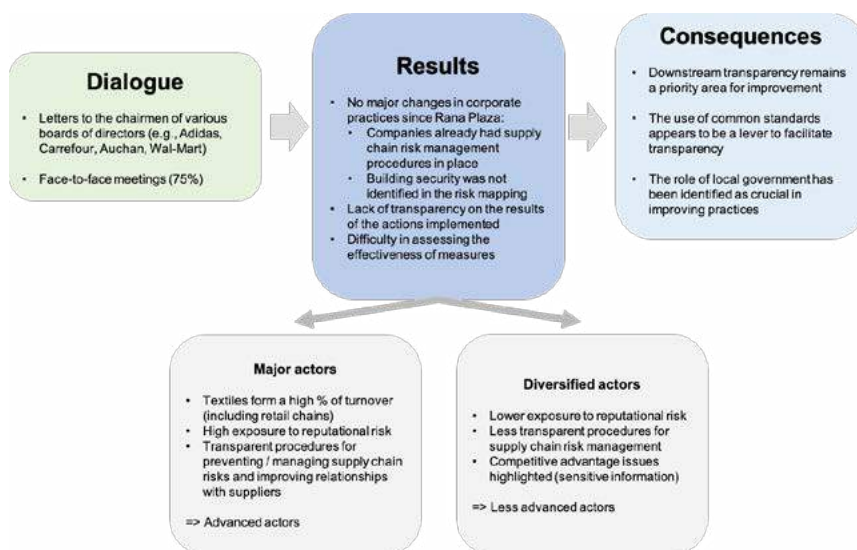 Dialogue
• Letters to the chairmen of various
boards of directors (e.g., Adidas,
Carrefour, Auchan, Wal-Mart)
• Face-to-face meetings (75%)
Results
• No major changes in corporate
practices since Rana Plaza:
• Companies already had supply
chain risk management
procedures in place
• Building security was not
identified in the risk mapping
• Lack of transparency on the results
of the actions implemented
• Difficulty in assessing the
effectiveness of measures
Consequences
• Downstream transparency remains
a priority area for improvement
• The use of common standards
appears to be a lever to facilitate
transparency
• The role of local government has
been identified as crucial in
improving practices
Major actors
• Textiles form a high % of turnover
(including retail chains)
• High exposure to reputational risk
• Transparent procedures for
preventing / managing supply chain
risks and improving relationships
with suppliers
=> Advanced actors
Diversified actors
• Lower exposure to reputational risk
• Less transparent procedures for
supply chain risk management
• Competitive advantage issues
highlighted (sensitive information)
=> Less advanced actors